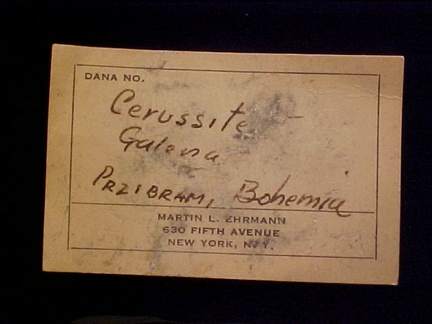 DANA NO.
Cerussite
Galena
PRZIBRAM, Bohemia
MARTIN L. EHRMANN
630 FIFTH AVENUE
NEW YORK, N.Y.